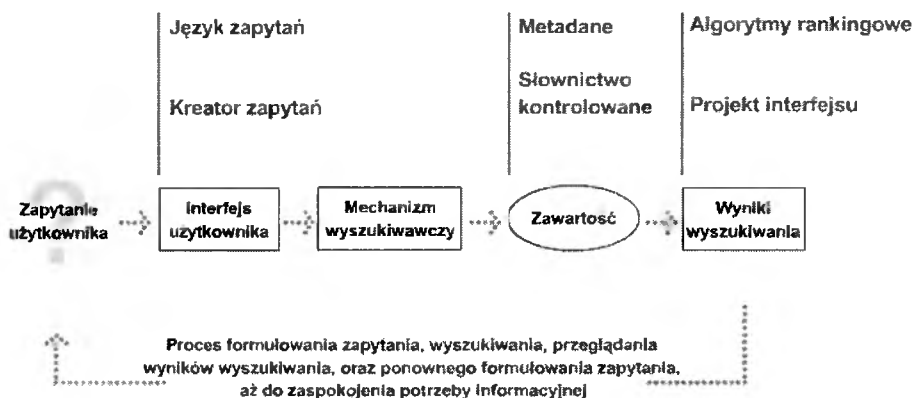 Język zapytań
Kreator zapytań
Metadane
Słownictwo
kontrolowane
Algorytmy rankingowe
Projekt interfejsu
?
Zapytanie
użytkownika
Interfejs
użytkownika
Mechanizm
wyszukiwawczy
Zawartość
Wyniki
wyszukiwania
Proces formułowania zapytania, wyszukiwania, przeglądania
wyników wyszukiwania, oraz ponownego formułowania zapytania,
aż do zaspokojenia potrzeby informacyjnej